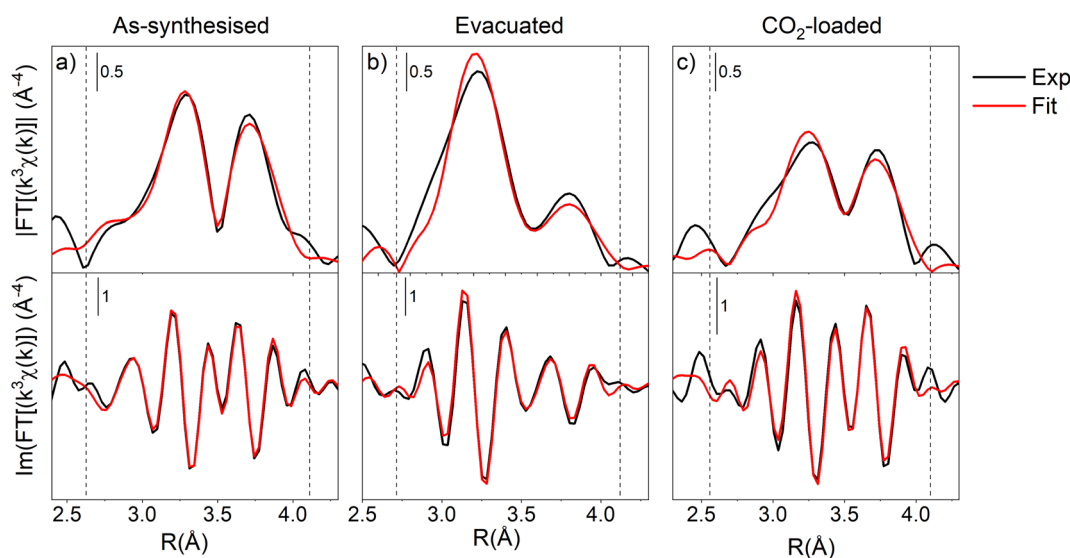 As-synthesised
Evacuated
CO₂-loaded
a)
0.5
b)
0.5
c)
0.5
Exp
Fit
|FT[(k³χ(k)]| (Å⁻⁴)
1
1
1
Im(FT[(k³χ(k)]) (Å⁻⁴)
2.5 3.0 3.5 4.0
2.5 3.0 3.5 4.0
2.5 3.0 3.5 4.0
R(Å)
R(Å)
R(Å)